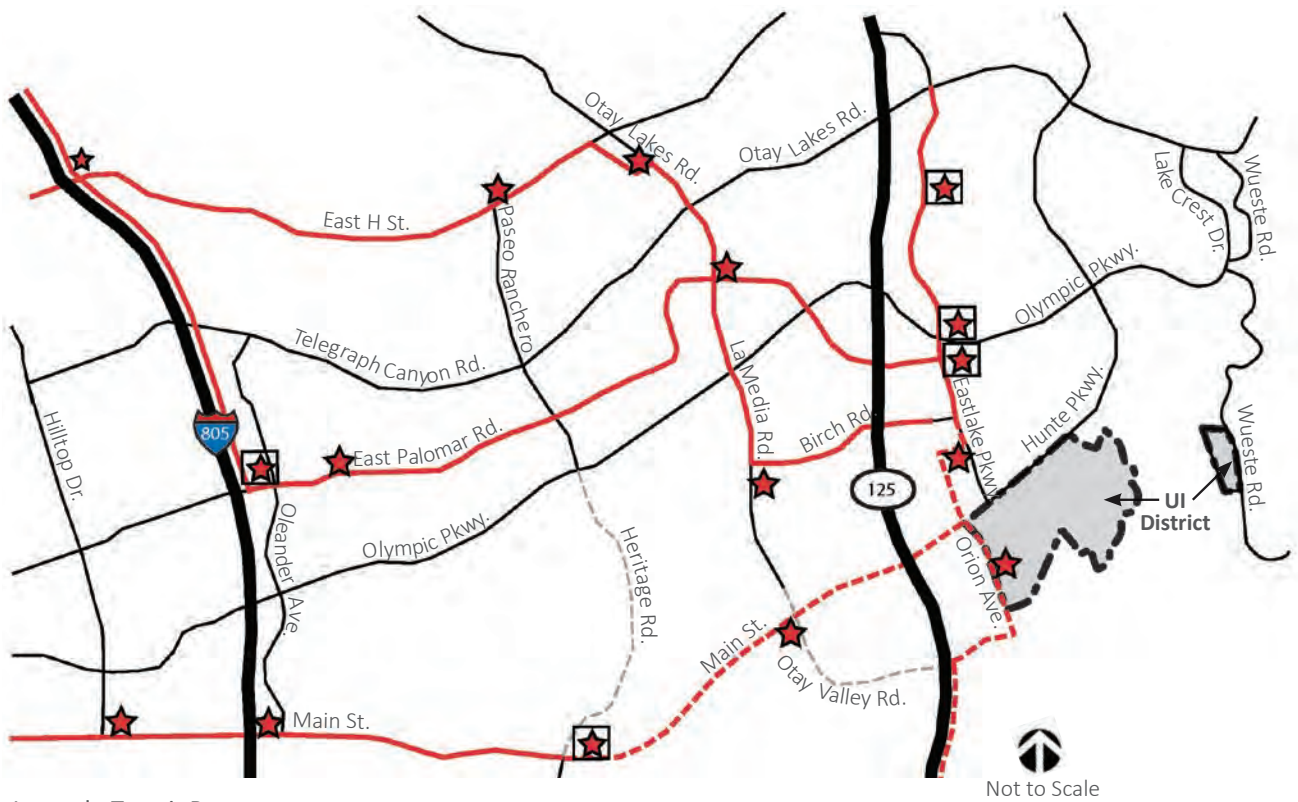 Otay Lakes Rd.
Otay Lakes Rd.
East H St.
Paseo Ranchero
Lake Crest Dr.
Wueste Rd.
Olympic Pkwy.
Telegraph Canyon Rd.
La Media Rd.
Hilltop Dr.
805
East Palomar Rd.
Birch Rd.
Eastlake Pkwy.
Hunte Pkwy.
Wueste Rd.
125
UI
District
Oleander Ave.
Olympic Pkwy.
Heritage Rd.
Orion Ave.
Main St.
Otay Valley Rd.
Main St.
Not to Scale